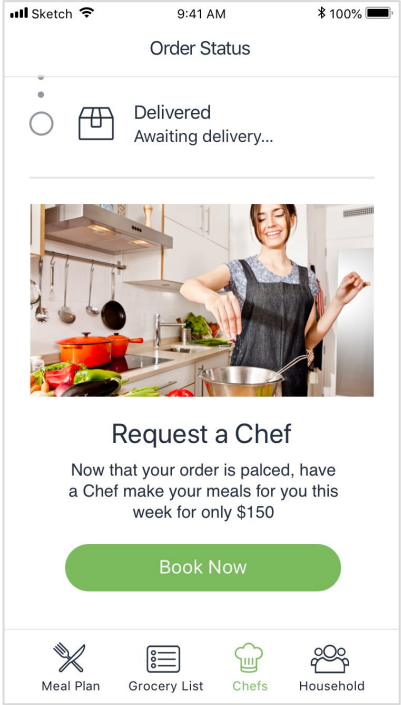 Sketch 9:41 AM 100%
Order Status
Delivered
Awaiting delivery...
Request a Chef
Now that your order is palced, have
a Chef make your meals for you this
week for only $150
Book Now
Meal Plan Grocery List Chefs Household